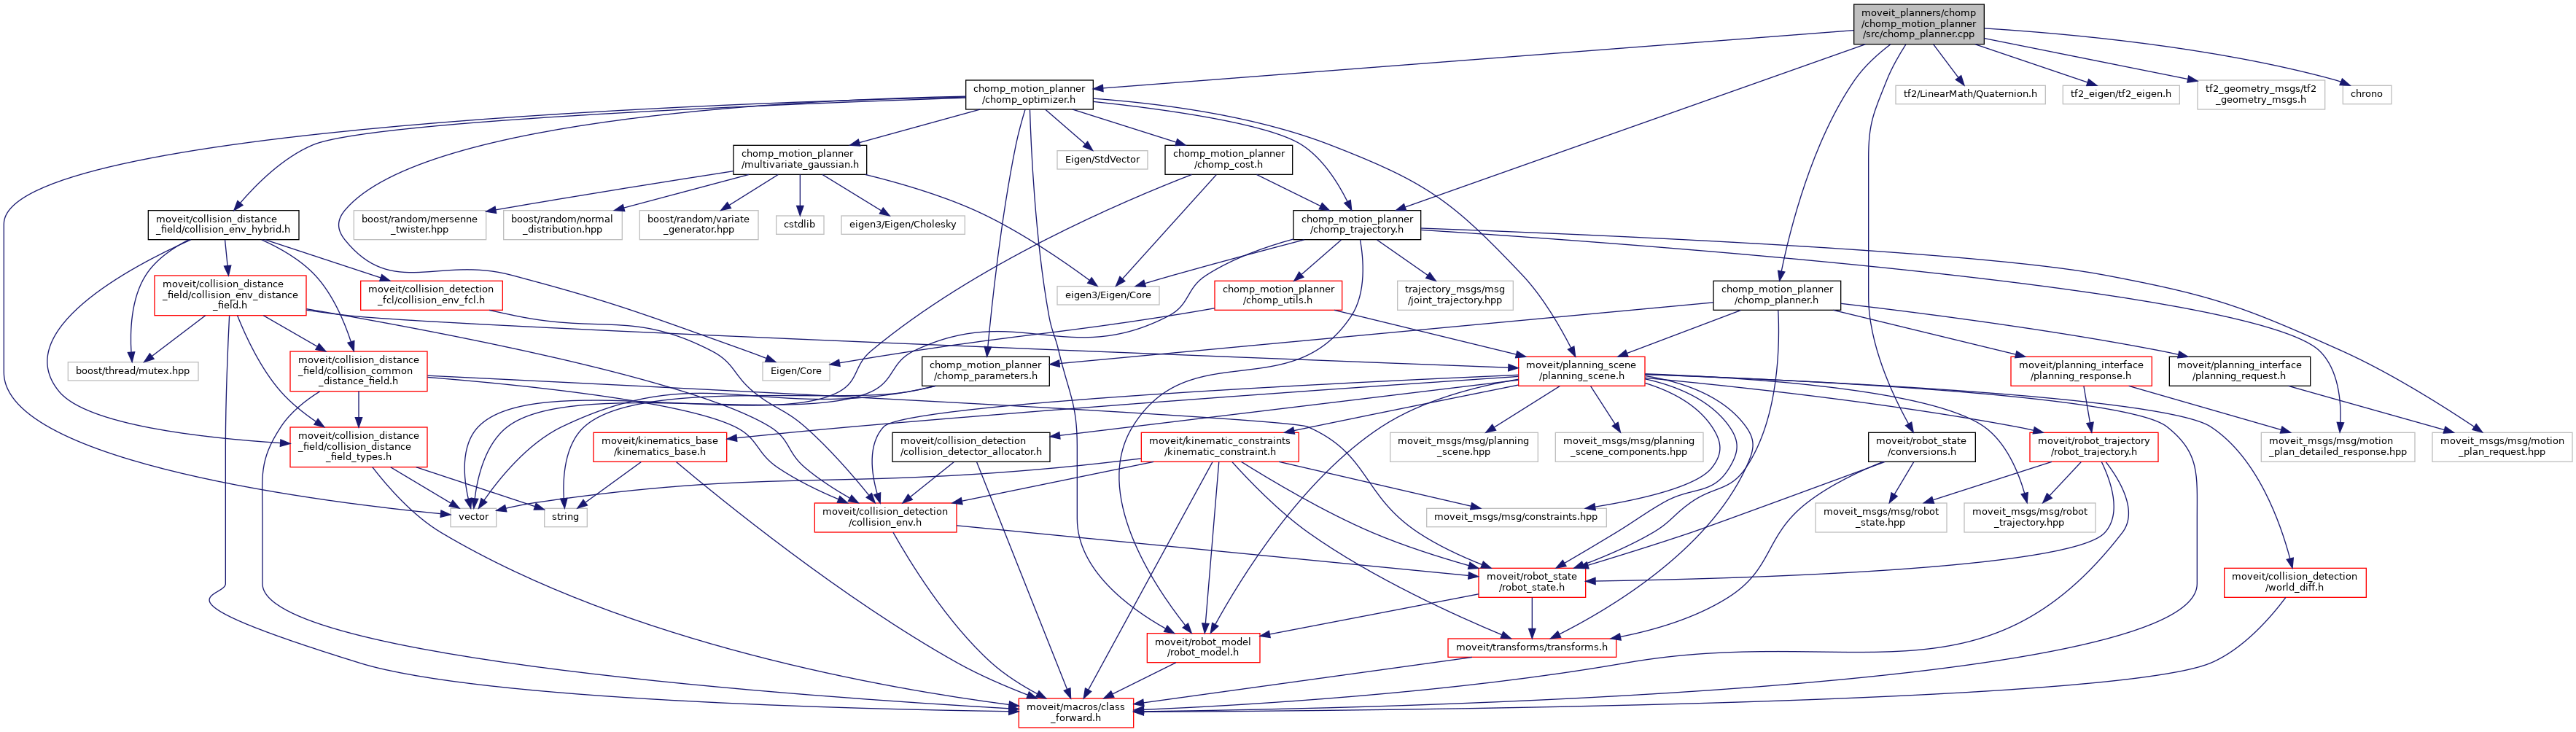 moveit_planners/chomp
/chomp_motion_planner
/src/chomp_planner.cpp
chomp_motion_planner
/chomp_optimizer.h
tf2/LinearMath/Quaternion.h
tf2_eigen/tf2_eigen.h
tf2_geometry_msgs/tf2
_geometry_msgs.h
chrono
chomp_motion_planner
/multivariate_gaussian.h
Eigen/StdVector
chomp_motion_planner
/chomp_cost.h
moveit/collision_distance
_field/collision_env_hybrid.h
boost/random/mersenne
_twister.hpp
boost/random/normal
_distribution.hpp
boost/random/variate
_generator.hpp
cstdlib
eigen3/Eigen/Cholesky
chomp_motion_planner
/chomp_trajectory.h
moveit/collision_distance
_field/collision_env_distance
_field.h
moveit/collision_detection
_fcl/collision_env_fcl.h
eigen3/Eigen/Core
chomp_motion_planner
/chomp_utils.h
trajectory_msgs/msg
/joint_trajectory.hpp
chomp_motion_planner
/chomp_planner.h
boost/thread/mutex.hpp
moveit/collision_distance
_field/collision_common
_distance_field.h
Eigen/Core
chomp_motion_planner
/chomp_parameters.h
moveit/planning_scene
/planning_scene.h
moveit/planning_interface
/planning_response.h
moveit/planning_interface
/planning_request.h
moveit/collision_distance
_field/collision_distance
_field_types.h
moveit/kinematics_base
/kinematics_base.h
moveit/collision_detection
/collision_detector_allocator.h
moveit/kinematic_constraints
/kinematic_constraint.h
moveit_msgs/msg/planning
_scene.hpp
moveit_msgs/msg/planning
_scene_components.hpp
moveit/robot_state
/conversions.h
moveit/robot_trajectory
/robot_trajectory.h
moveit_msgs/msg/motion
_plan_detailed_response.hpp
moveit_msgs/msg/motion
_plan_request.hpp
vector
string
moveit/collision_detection
/collision_env.h
moveit_msgs/msg/constraints.hpp
moveit_msgs/msg/robot
_state.hpp
moveit_msgs/msg/robot
_trajectory.hpp
moveit/robot_state
/robot_state.h
moveit/collision_detection
/world_diff.h
moveit/robot_model
/robot_model.h
moveit/transforms/transforms.h
moveit/macros/class
_forward.h